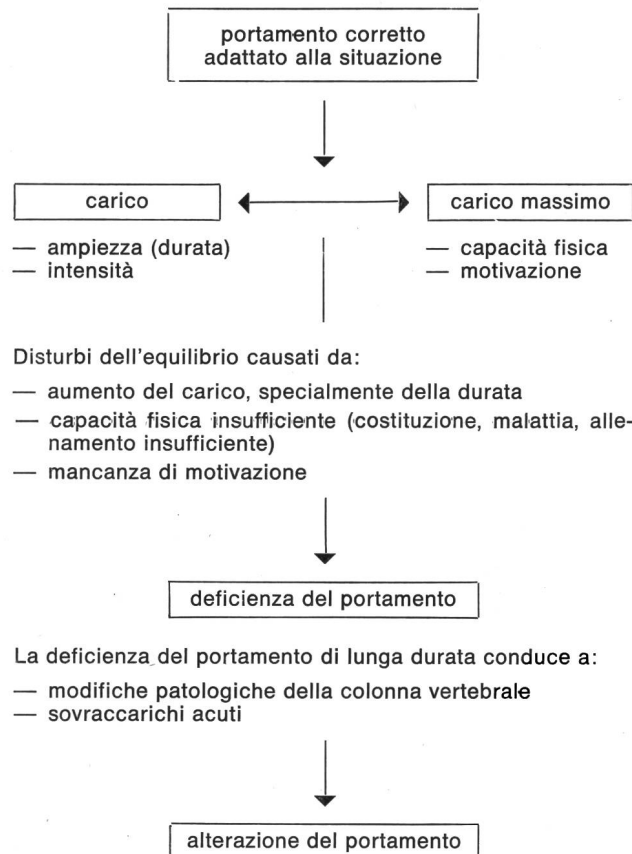 portamento corretto
adattato alla situazione
carico
carico massimo
— ampiezza (durata)
— intensità
— capacità fisica
— motivazione
Disturbi dell'equilibrio causati da:
— aumento del carico, specialmente della durata
— capacità fisica insufficiente (costituzione, malattia, alle-
namento insufficiente)
— mancanza di motivazione
deficienza del portamento
La deficienza del portamento di lunga durata conduce a:
— modifiche patologiche della colonna vertebrale
— sovraccarichi acuti
alterazione del portamento